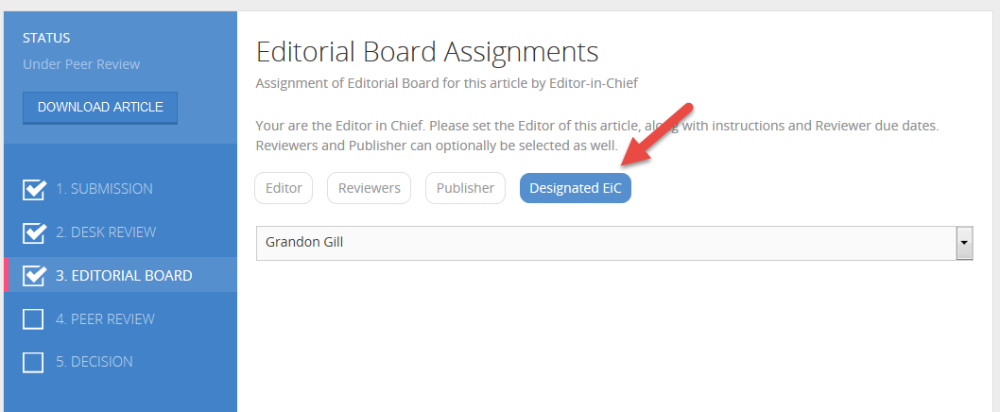 STATUS
Under Peer Review
DOWNLOAD ARTICLE
1. SUBMISSION
2. DESK REVIEW
3. EDITORIAL BOARD
4. PEER REVIEW
5. DECISION
Editorial Board Assignments
Assignment of Editorial Board for this article by Editor-in-Chief
Your are the Editor in Chief. Please set the Editor of this article, along with instructions and Reviewer due dates.
Reviewers and Publisher can optionally be selected as well.
Editor Reviewers Publisher Designated EiC
Grandon Gill